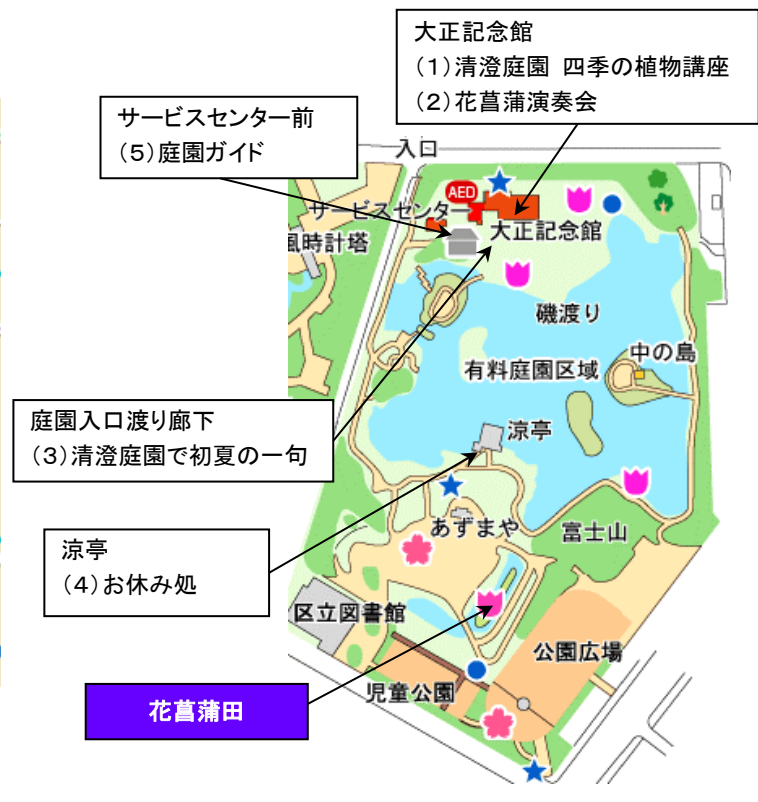 大正記念館
(1)清澄庭園 四季の植物講座
(2)花菖蒲演奏会
サービスセンター前
(5)庭園ガイド
入口
AED
サービスセンター
大正記念館
風時計塔
磯渡り
中の島
有料庭園区域
庭園入口渡り廊下
(3)清澄庭園で初夏の一句
涼亭
あずまや
富士山
涼亭
(4)お休み処
区立図書館
公園広場
児童公園
花菖蒲田